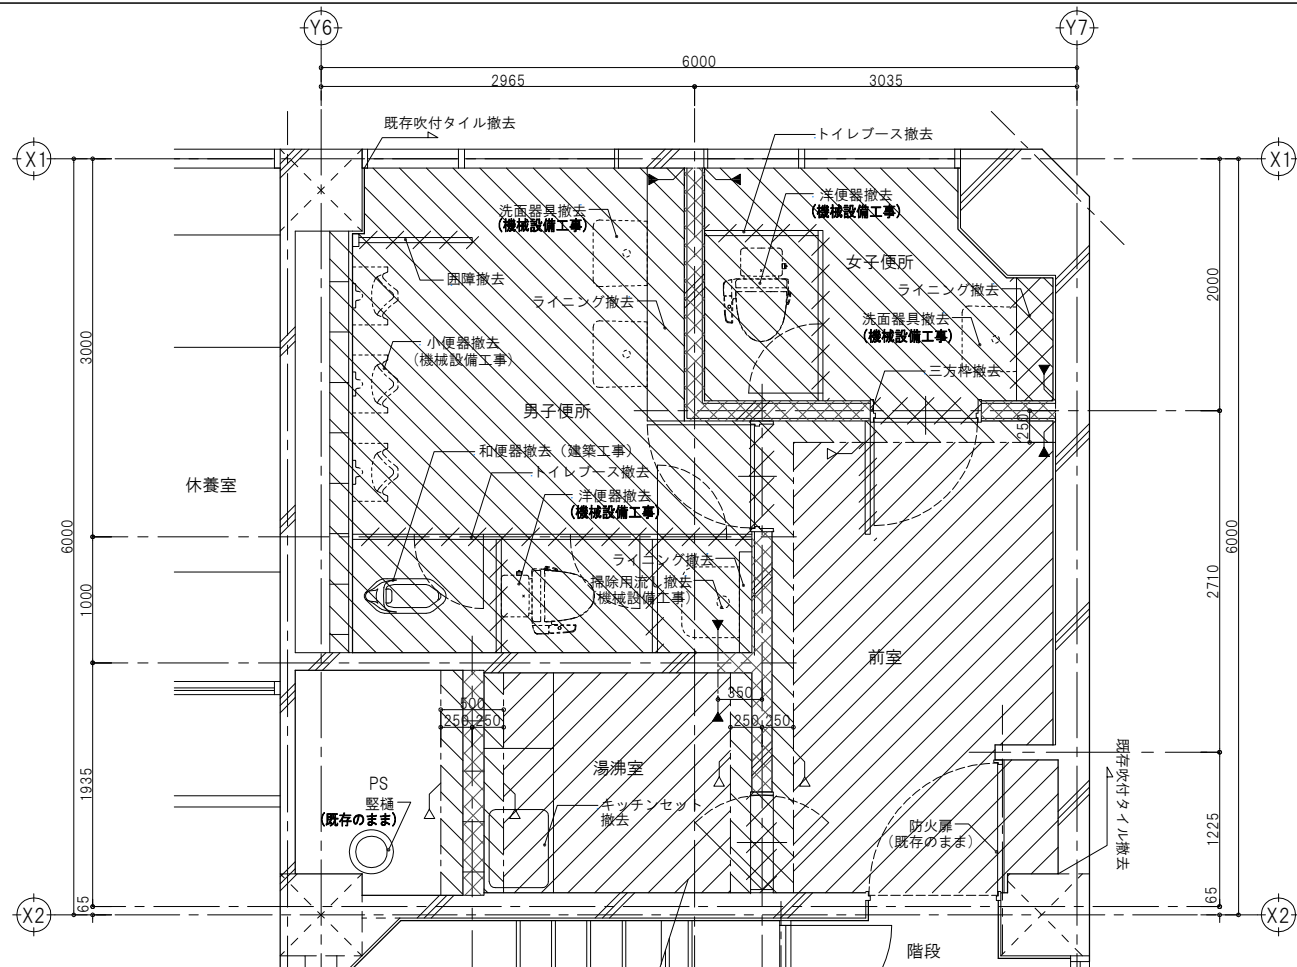 Y6
Y7
6000
2965
3035
既存吹付タイル撤去
トイレブース撤去
X1
X1
洋便器撤去
(機械設備工事)
洗面器具撤去
(機械設備工事)
女子便所
囲障撤去
ライニング撤去
ライニング撤去
2000
洗面器具撤去
(機械設備工事)
3000
小便器撤去
(機械設備工事)
三方枠撤去
男子便所
250
和便器撤去（建築工事）
トイレブース撤去
休養室
洋便器撤去
(機械設備工事)
6000
6000
ライニング撤去
掃除用流し撤去
(機械設備工事)
1000
2710
前室
350
500
250
250
250
250
湯沸室
既存吹付タイル撤去
1935
PS
竪樋
(既存のまま)
キッチンセット
撤去
防火扉
(既存のまま)
1225
65
65
X2
X2
階段